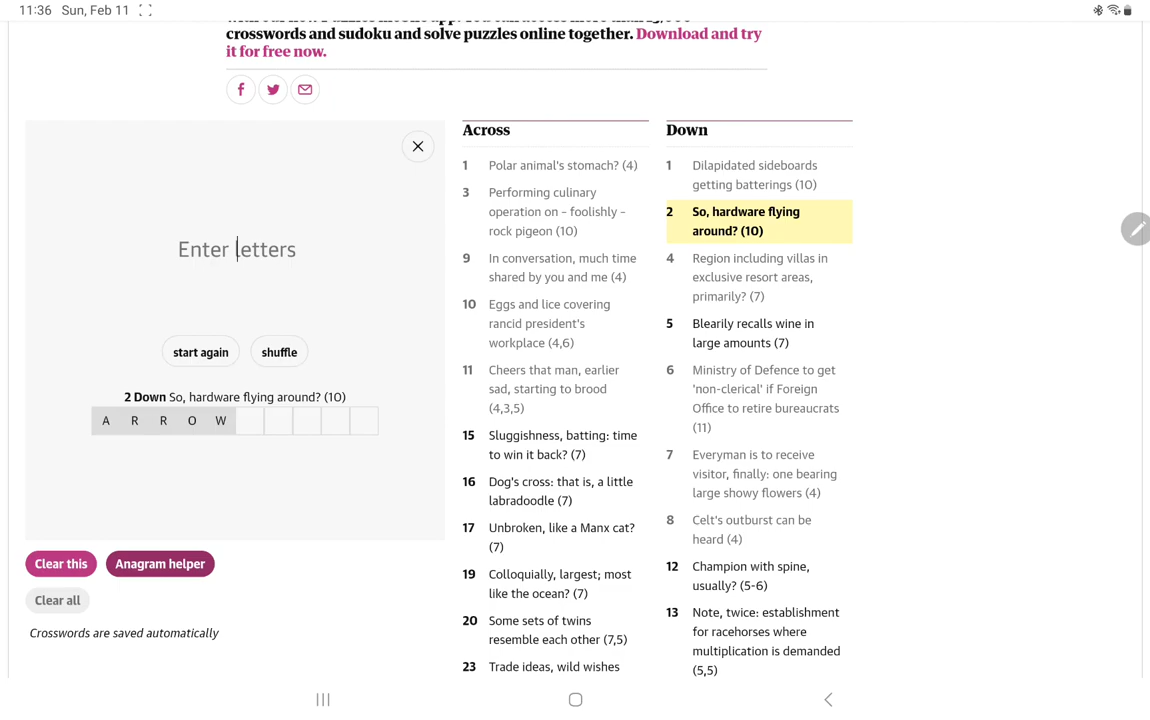 11:36 Sun, Feb 11
crosswords and sudoku and solve puzzles online together. Download and try
it for free now.
Enter letters
start again
shuffle
2 Down So, hardware flying around? (10)
A R R O W
Clear this
Anagram helper
Clear all
Crosswords are saved automatically
Across
1 Polar animal's stomach? (4)
3 Performing culinary
operation on – foolishly –
rock pigeon (10)
9 In conversation, much time
shared by you and me (4)
10 Eggs and lice covering
rancid president's
workplace (4,6)
11 Cheers that man, earlier
sad, starting to brood
(4,3,5)
15 Sluggishness, batting: time
to win it back? (7)
16 Dog's cross: that is, a little
labradoodle (7)
17 Unbroken, like a Manx cat?
(7)
19 Colloquially, largest; most
like the ocean? (7)
20 Some sets of twins
resemble each other (7,5)
23 Trade ideas, wild wishes
Down
1 Dilapidated sideboards
getting batterings (10)
2 So, hardware flying
around? (10)
4 Region including villas in
exclusive resort areas,
primarily? (7)
5 Blearily recalls wine in
large amounts (7)
6 Ministry of Defence to get
'non-clerical' if Foreign
Office to retire bureaucrats
(11)
7 Everyman is to receive
visitor, finally: one bearing
large showy flowers (4)
8 Celt's outburst can be
heard (4)
12 Champion with spine,
usually? (5-6)
13 Note, twice: establishment
for racehorses where
multiplication is demanded
(5,5)